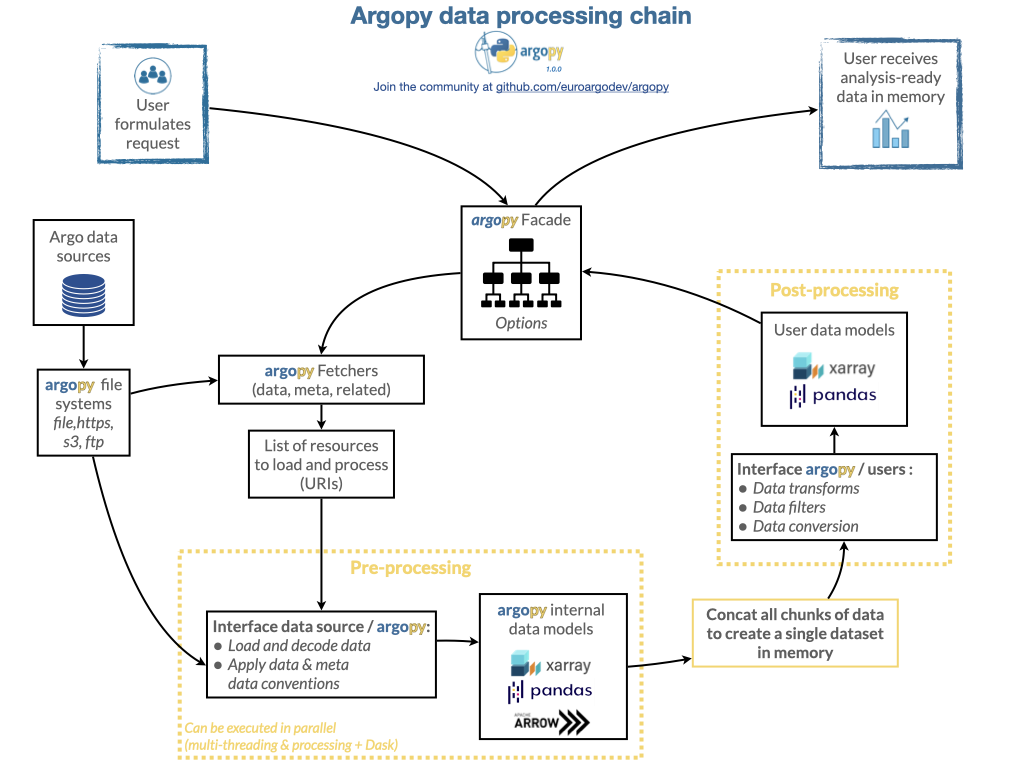 Argopy data processing chain
argopy
1.0.0
Join the community at github.com/euroargodev/argopy
User
formulates
request
User receives
analysis-ready
data in memory
argopy Facade
Options
Argo data
sources
argopy file
systems
file,https,
s3, ftp
argopy Fetchers
(data, meta, related)
List of resources
to load and process
(URIs)
Pre-processing
Interface data source / argopy:
● Load and decode data
● Apply data & meta
data conventions
argopy internal
data models
xarray
pandas
APACHE
ARROW
Can be executed in parallel
(multi-threading & processing + Dask)
Concat all chunks of data
to create a single dataset
in memory
Post-processing
User data models
xarray
pandas
Interface argopy / users :
● Data transforms
● Data filters
● Data conversion